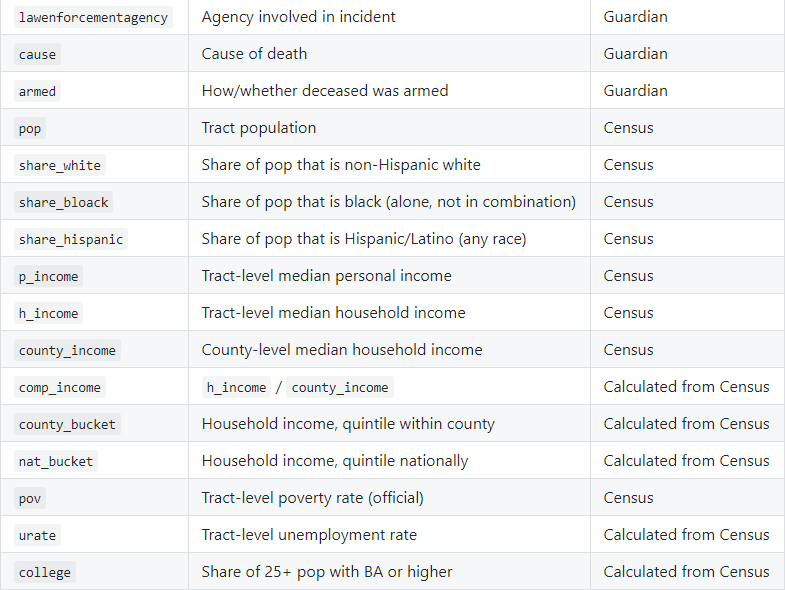 lawenforcementagency Agency involved in incident Guardian
cause Cause of death Guardian
armed How/whether deceased was armed Guardian
pop Tract population Census
share_white Share of pop that is non-Hispanic white Census
share_bloack Share of pop that is black (alone, not in combination) Census
share_hispanic Share of pop that is Hispanic/Latino (any race) Census
p_income Tract-level median personal income Census
h_income Tract-level median household income Census
county_income County-level median household income Census
comp_income h_income / county_income Calculated from Census
county_bucket Household income, quintile within county Calculated from Census
nat_bucket Household income, quintile nationally Calculated from Census
pov Tract-level poverty rate (official) Census
urate Tract-level unemployment rate Calculated from Census
college Share of 25+ pop with BA or higher Calculated from Census